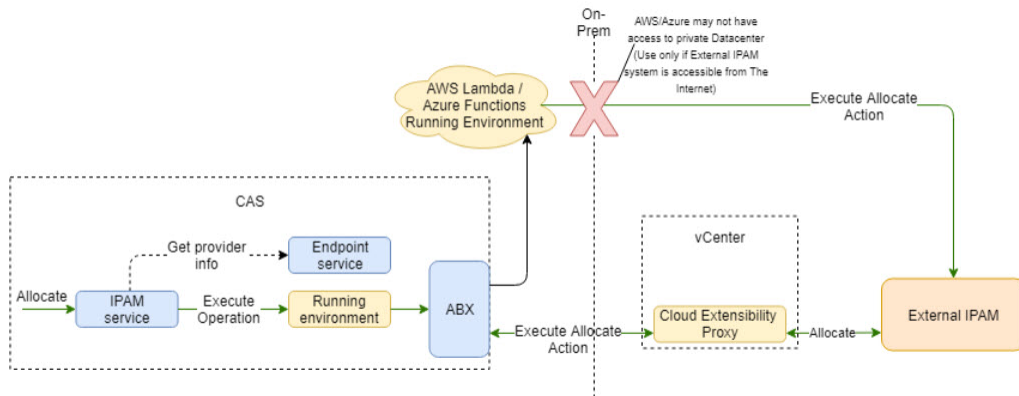 On-
Prem
AWS/Azure may not have
access to private Datacenter
(Use only if External IPAM
system is accessible from The
Internet)
AWS Lambda /
Azure Functions
Running Environment
Execute Allocate
Action
CAS
vCenter
Get provider
info
Endpoint
service
Allocate
IPAM
service
Execute
Operation
Running
environment
ABX
Execute Allocate
Action
Cloud Extensibility
Proxy
Allocate
External IPAM